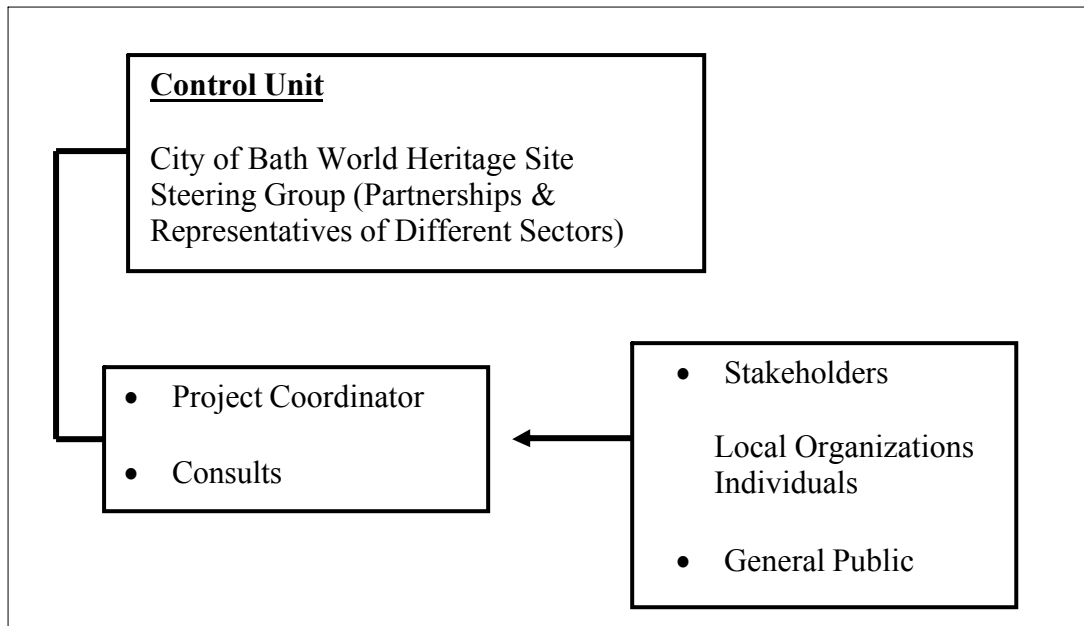 Control Unit
City of Bath World Heritage Site
Steering Group (Partnerships &
Representatives of Different Sectors)
• Project Coordinator
• Consults
• Stakeholders
Local Organizations
Individuals
• General Public